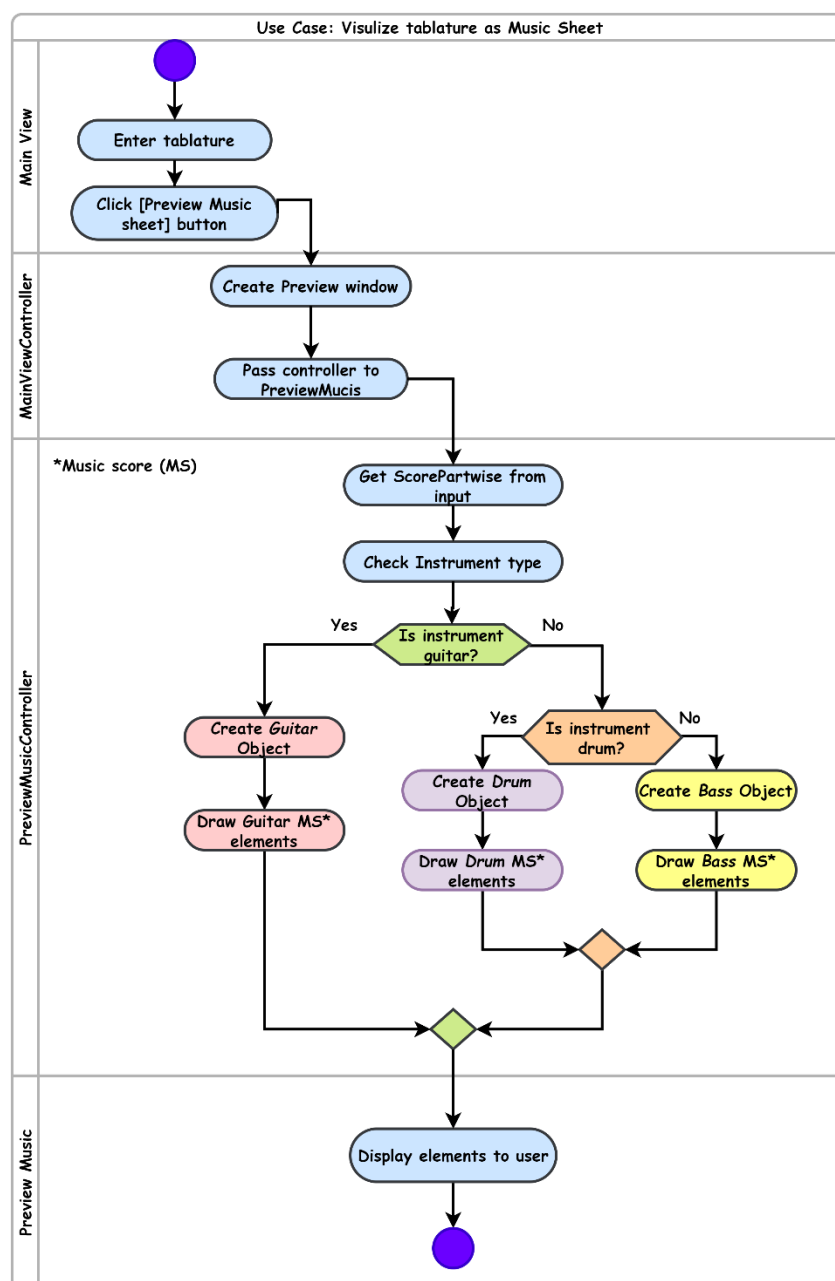 Use Case: Visulize tablature as Music Sheet
Main View
Enter tablature
Click [Preview Music
sheet] button
MainViewController
Create Preview window
Pass controller to
PreviewMucis
PreviewMusicController
*Music score (MS)
Get ScorePartwise from
input
Check Instrument type
Yes
Is instrument
guitar?
No
Create Guitar
Object
Draw Guitar MS*
elements
Yes
Is instrument
drum?
No
Create Drum
Object
Create Bass Object
Draw Drum MS*
elements
Draw Bass MS*
elements
Preview Music
Display elements to user